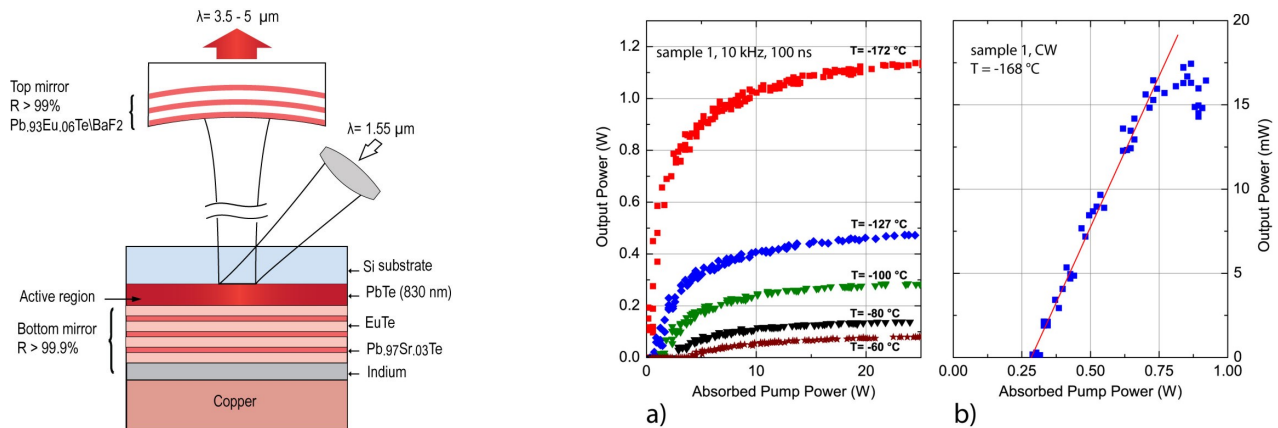 λ= 3.5 - 5 µm
Top mirror
R > 99%
Pb.93Eu.06Te\BaF2
λ= 1.55 µm
Si substrate
Active region
PbTe (830 nm)
Bottom mirror
R > 99.9%
EuTe
Pb.97Sr.03Te
Indium
Copper
sample 1, 10 kHz, 100 ns
T= -172 °C
T= -127 °C
T= -100 °C
T= -80 °C
T= -60 °C
1.2
1.0
0.8
0.6
0.4
0.2
0.0
Output Power (W)
0 5 10 15 20
Absorbed Pump Power (W)
a)
sample 1, CW
T = -168 °C
20
15
10
5
0
Output Power (mW)
0.00 0.25 0.50 0.75 1.00
Absorbed Pump Power (W)
b)